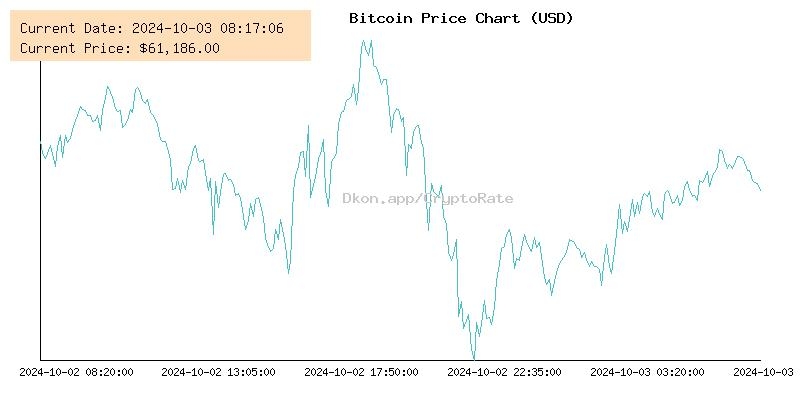 Bitcoin Price Chart (USD)
Current Date: 2024-10-03 08:17:06
Current Price: $61,186.00
Dkon.app/CryptoRate
2024-10-02 08:20:00 2024-10-02 13:05:00 2024-10-02 17:50:00 2024-10-02 22:35:00 2024-10-03 03:20:00 2024-10-03